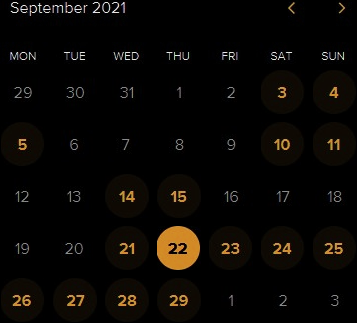 September 2021 < >
MON TUE WED THU FRI SAT SUN
29 30 31 1 2 3 4
5 6 7 8 9 10 11
12 13 14 15 16 17 18
19 20 21 22 23 24 25
26 27 28 29 1 2 3